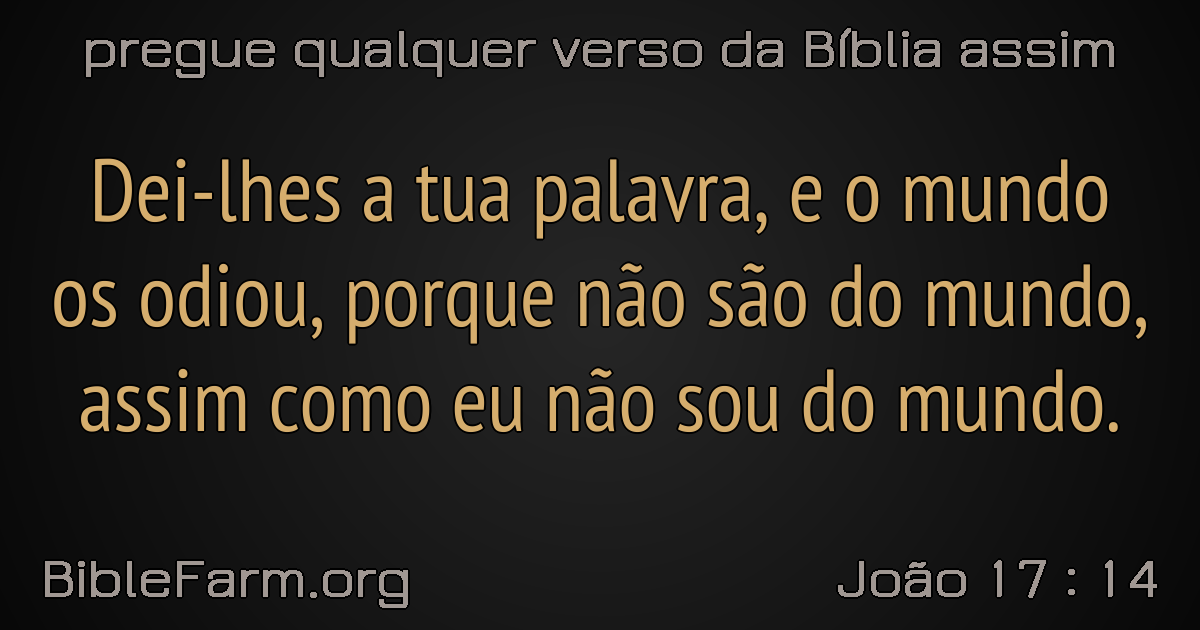 pregue qualquer verso da Bíblia assim
Dei-lhes a tua palavra, e o mundo
os odiou, porque não são do mundo,
assim como eu não sou do mundo.
BibleFarm.org
João 17 : 14